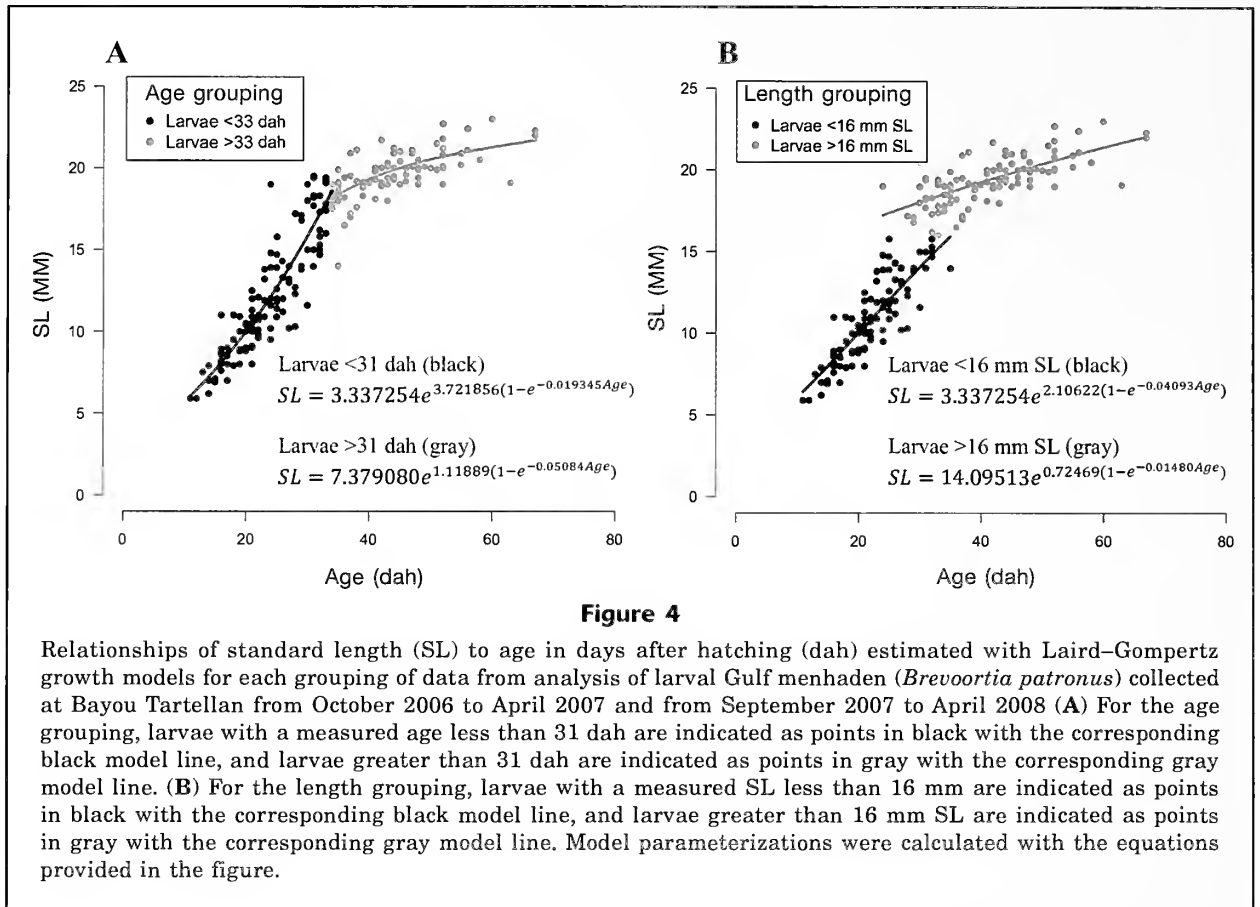 A
Age grouping
Larvae <33 dah
Larvae >33 dah
25
20
15
10
5
0
SL (MM)
Larvae <31 dah (black)
SL = 3.337254e^{3.721856(1−e^{−0.019345Age})}
Larvae >31 dah (gray)
SL = 7.379080e^{1.11889(1−e^{−0.05084Age})}
0 20 40 60 80
Age (dah)
B
Length grouping
Larvae <16 mm SL
Larvae >16 mm SL
25
20
15
10
5
0
SL (MM)
Larvae <16 mm SL (black)
SL = 3.337254e^{2.10622(1−e^{−0.04093Age})}
Larvae >16 mm SL (gray)
SL = 14.09513e^{0.72469(1−e^{−0.01480Age})}
0 20 40 60 80
Age (dah)
Figure 4
Relationships of standard length (SL) to age in days after hatching (dah) estimated with Laird–Gompertz
growth models for each grouping of data from analysis of larval Gulf menhaden (Brevoortia patronus) collected
at Bayou Tartellan from October 2006 to April 2007 and from September 2007 to April 2008 (A) For the age
grouping, larvae with a measured age less than 31 dah are indicated as points in black with the corresponding
black model line, and larvae greater than 31 dah are indicated as points in gray with the corresponding gray
model line. (B) For the length grouping, larvae with a measured SL less than 16 mm are indicated as points
in black with the corresponding black model line, and larvae greater than 16 mm SL are indicated as points
in gray with the corresponding gray model line. Model parameterizations were calculated with the equations
provided in the figure.